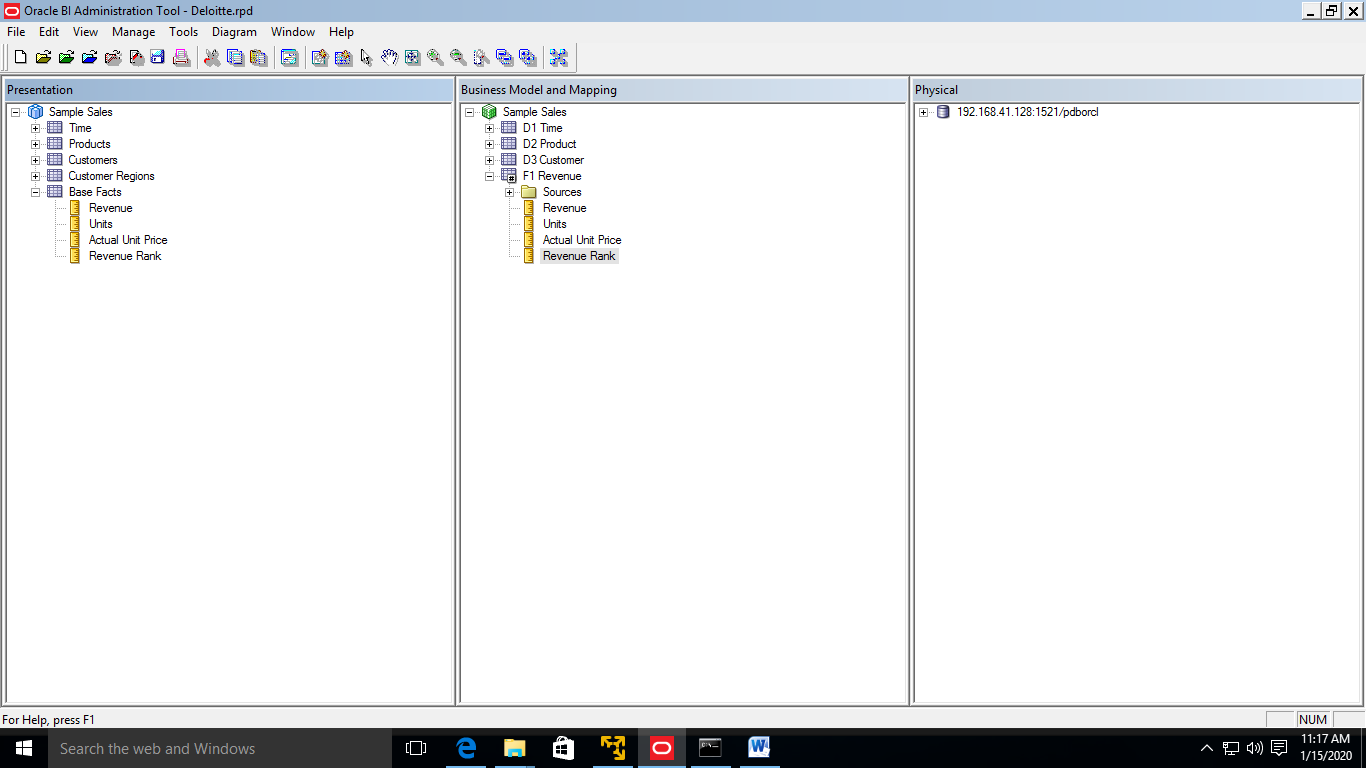 Oracle BI Administration Tool - Deloitte.rpd
File Edit View Manage Tools Diagram Window Help
Presentation
Sample Sales
Time
Products
Customers
Customer Regions
Base Facts
Revenue
Units
Actual Unit Price
Revenue Rank
Business Model and Mapping
Sample Sales
D1 Time
D2 Product
D3 Customer
F1 Revenue
Sources
Revenue
Units
Actual Unit Price
Revenue Rank
Physical
192.168.41.128:1521/pdborcl
For Help, press F1
NUM
Search the web and Windows
11:17 AM
1/15/2020